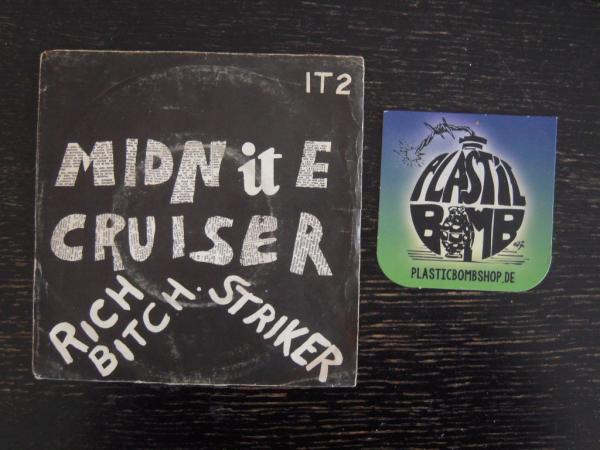 IT2
MIDNitE
CRUISER
RICH BITCH · STRIKER
PLASTIC
BOMB
PLASTICBOMBSHOP.DE